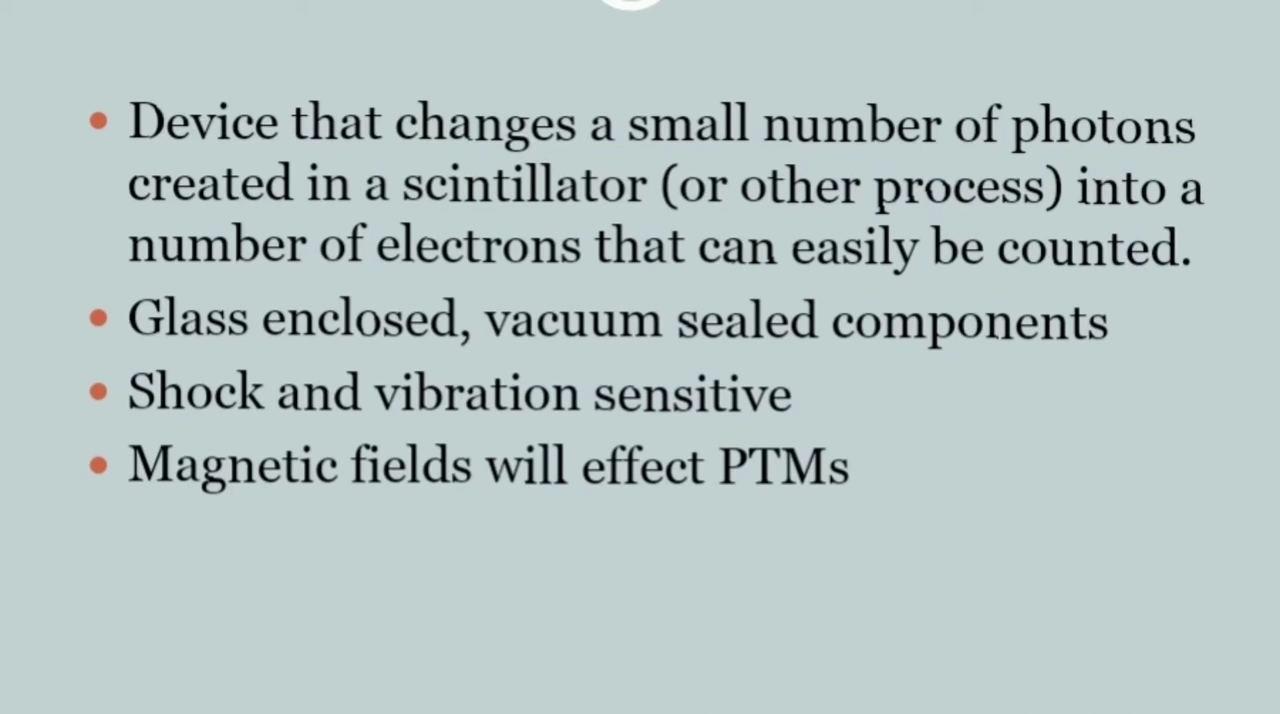 Device that changes a small number of photons
created in a scintillator (or other process) into a
number of electrons that can easily be counted.
Glass enclosed, vacuum sealed components
Shock and vibration sensitive
Magnetic fields will effect PTMs